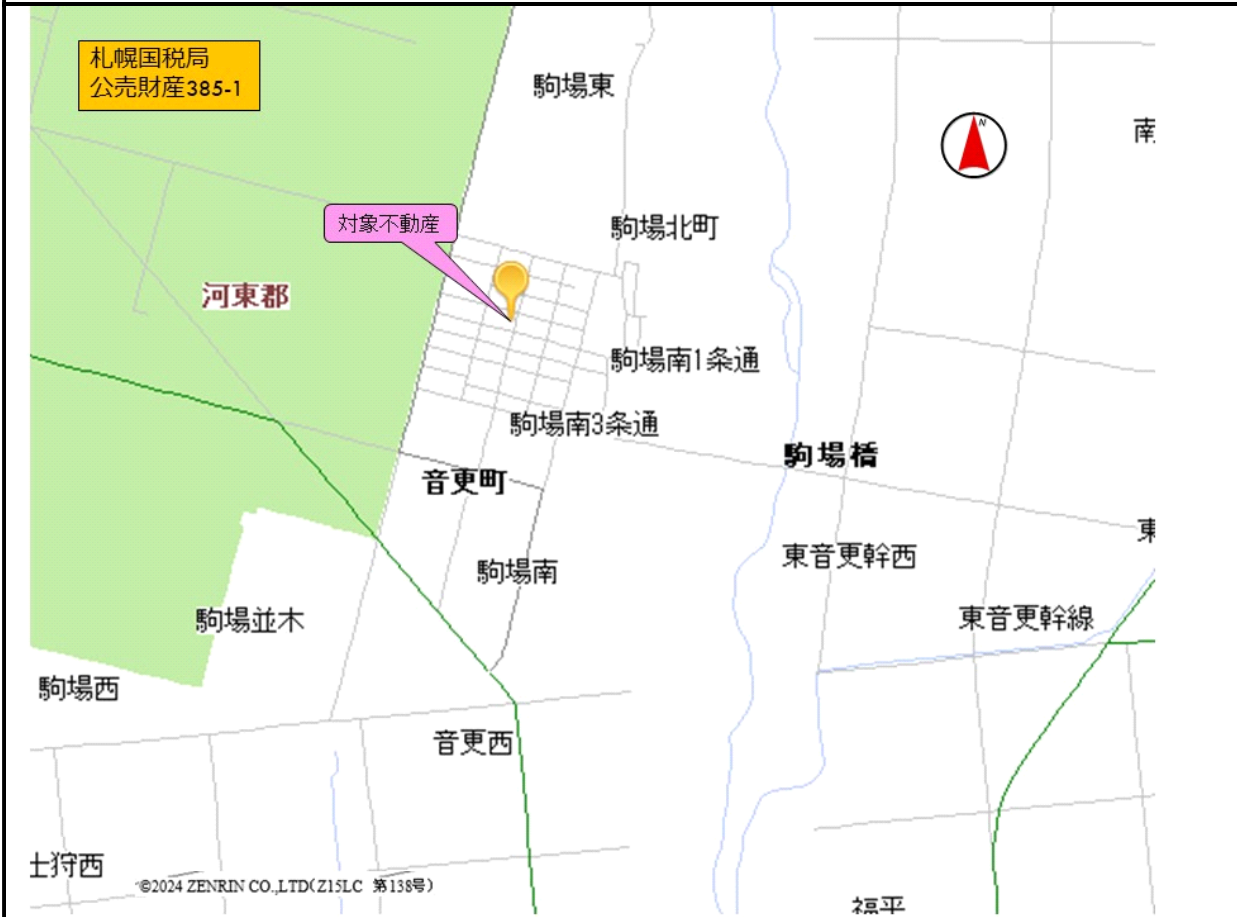 札幌国税局
公売財産385-1
駒場東
N
南
対象不動産
駒場北町
河東郡
駒場南1条通
駒場南3条通
駒場橋
音更町
東
東音更幹西
駒場南
駒場並木
東音更幹線
駒場西
音更西
士狩西
©2024 ZENRIN CO.,LTD(Z15LC 第138号)
福平